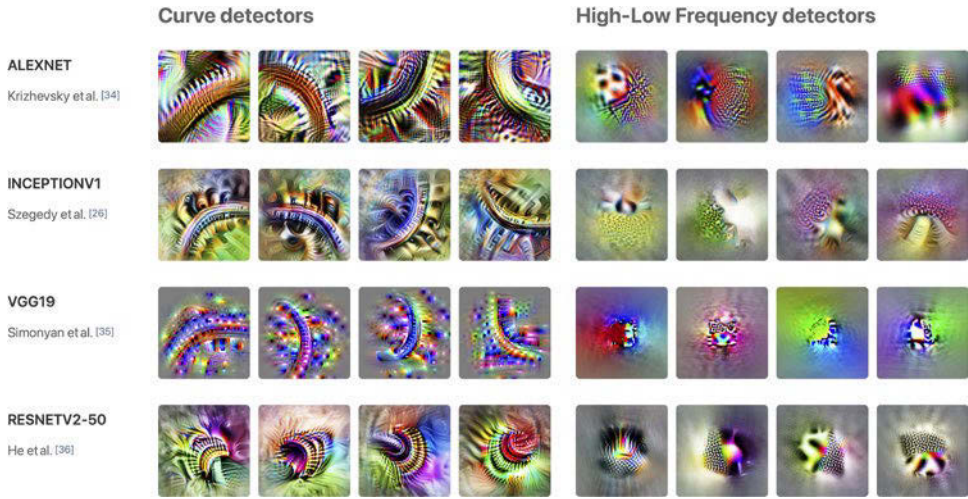 Curve detectors
High-Low Frequency detectors
ALEXNET
Krizhevsky et al. [34]
INCEPTIONV1
Szegedy et al. [26]
VGG19
Simonyan et al. [35]
RESNETV2-50
He et al. [36]